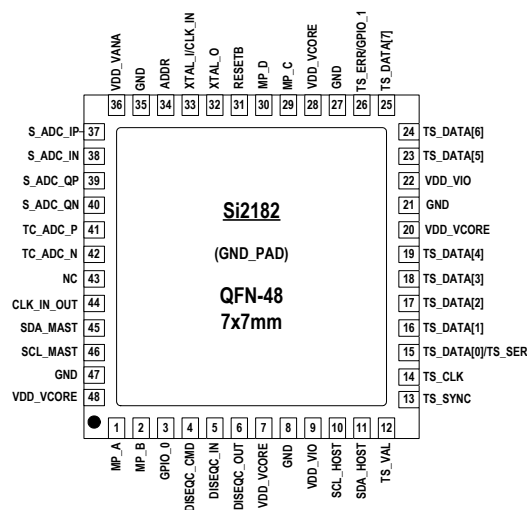 VDD_VANA
GND
ADDR
XTAL_I/CLK_IN
XTAL_O
RESETB
MP_D
MP_C
VDD_VCORE
GND
TS_ERR/GPIO_1
TS_DATA[7]
36 35 34 33 32 31 30 29 28 27 26 25
S_ADC_IP 37
S_ADC_IN 38
S_ADC_QP 39
S_ADC_QN 40
TC_ADC_P 41
TC_ADC_N 42
NC 43
CLK_IN_OUT 44
SDA_MAST 45
SCL_MAST 46
GND 47
VDD_VCORE 48
Si2182
(GND_PAD)
QFN-48
7x7mm
24 TS_DATA[6]
23 TS_DATA[5]
22 VDD_VIO
21 GND
20 VDD_VCORE
19 TS_DATA[4]
18 TS_DATA[3]
17 TS_DATA[2]
16 TS_DATA[1]
15 TS_DATA[0]/TS_SER
14 TS_CLK
13 TS_SYNC
1 2 3 4 5 6 7 8 9 10 11 12
MP_A
MP_B
GPIO_0
DISEQC_CMD
DISEQC_IN
DISEQC_OUT
VDD_VCORE
GND
VDD_VIO
SCL_HOST
SDA_HOST
TS_VAL